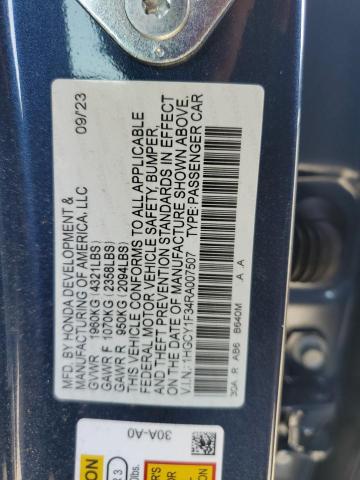 MFD. BY HONDA DEVELOPMENT & 09/23
MANUFACTURING OF AMERICA, LLC
GVWR 1960KG (4321LBS)
GAWR F 1070KG (2358LBS)
GAWR R 950KG (2094LBS)
THIS VEHICLE CONFORMS TO ALL APPLICABLE
FEDERAL MOTOR VEHICLE SAFETY, BUMPER,
AND THEFT PREVENTION STANDARDS IN EFFECT
ON THE DATE OF MANUFACTURE SHOWN ABOVE.
V.I.N.: 1HGCY1F34RA007507 TYPE: PASSENGER CAR
30A R AB6 B640M A A
30A-A0